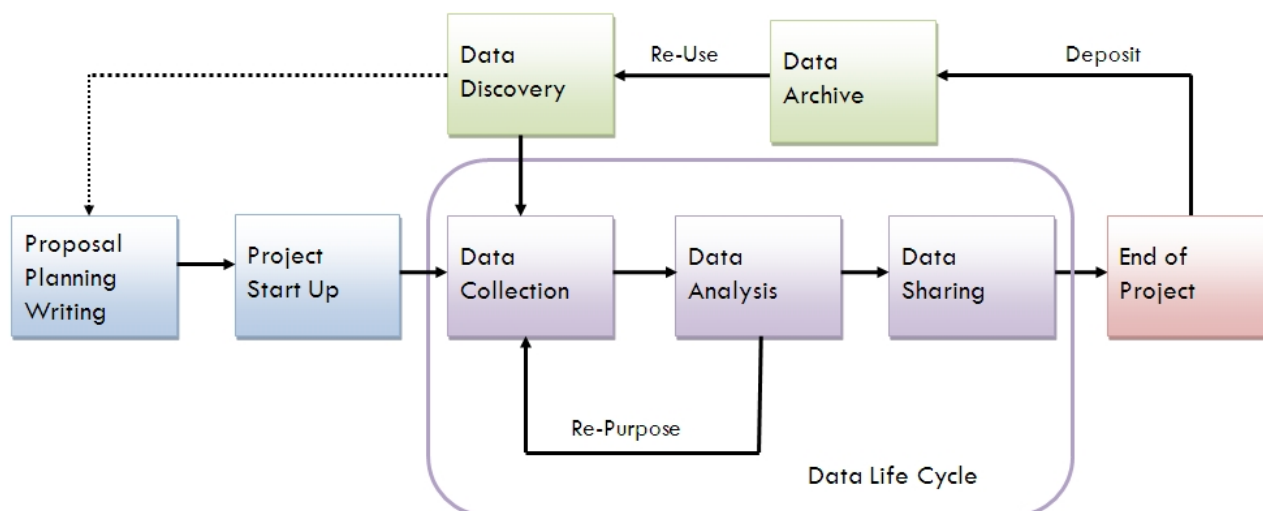 Data
Discovery
Re-Use
Data
Archive
Deposit
Proposal
Planning
Writing
Project
Start Up
Data
Collection
Data
Analysis
Data
Sharing
End of
Project
Re-Purpose
Data Life Cycle